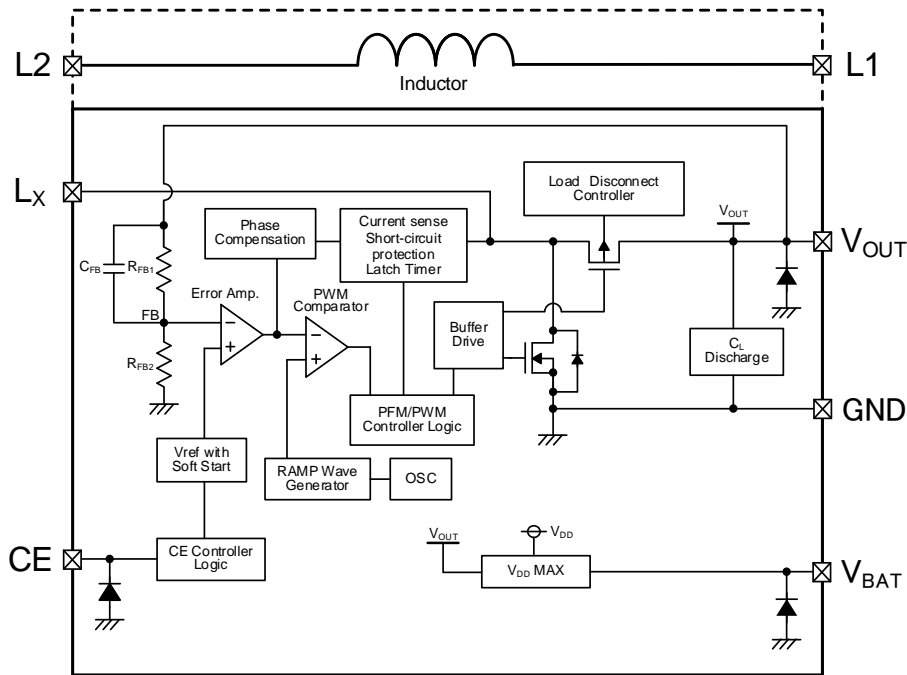 L2
L1
Inductor
LX
Load Disconnect
Controller
VOUT
Phase
Compensation
Current sense
Short-circuit
protection
Latch Timer
VOUT
CFB
RFB1
Error Amp.
PWM
Comparator
FB
Buffer
Drive
CL
Discharge
RFB2
PFM/PWM
Controller Logic
GND
Vref with
Soft Start
RAMP Wave
Generator
OSC
CE
CE Controller
Logic
VOUT
VDD
VDD MAX
VBAT